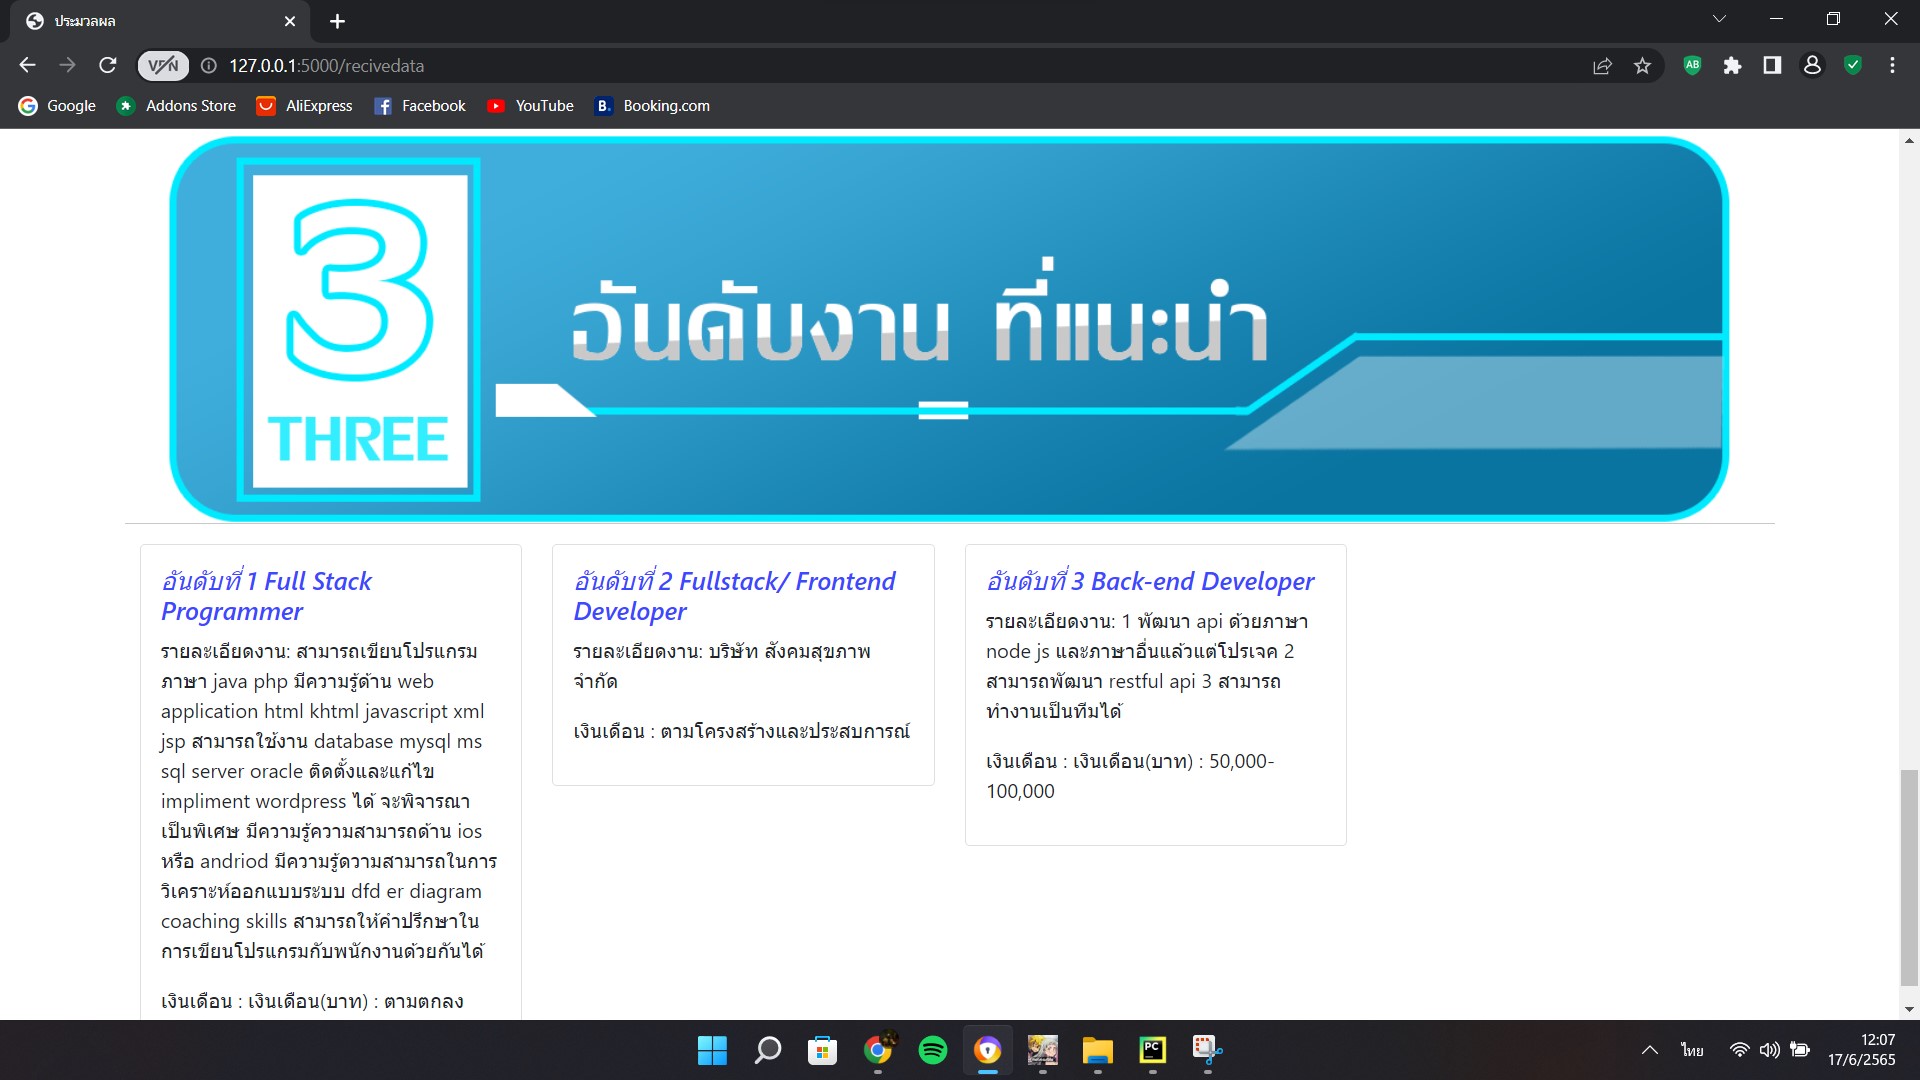 ประมวลผล
VPN
127.0.0.1:5000/recivedata
AB
Google
Addons Store
AliExpress
Facebook
YouTube
B.
Booking.com
3
THREE
อันดับงาน ที่แนะนำ
อันดับที่ 1 Full Stack
Programmer
รายละเอียดงาน: สามารถเขียนโปรแกรม
ภาษา java php มีความรู้ด้าน web
application html khtml javascript xml
jsp สามารถใช้งาน database mysql ms
sql server oracle ติดตั้งและแก้ไข
impliment wordpress ได้ จะพิจารณา
เป็นพิเศษ มีความรู้ความสามารถด้าน ios
หรือ andriod มีความรู้ดวามสามารถในการ
วิเคราะห์ออกแบบระบบ dfd er diagram
coaching skills สามารถให้คำปรึกษาใน
การเขียนโปรแกรมกับพนักงานด้วยกันได้
เงินเดือน : เงินเดือน(บาท) : ตามตกลง
อันดับที่ 2 Fullstack/ Frontend
Developer
รายละเอียดงาน: บริษัท สังคมสุขภาพ
จำกัด
เงินเดือน : ตามโครงสร้างและประสบการณ์
อันดับที่ 3 Back-end Developer
รายละเอียดงาน: 1 พัฒนา api ด้วยภาษา
node js และภาษาอื่นแล้วแต่โปรเจค 2
สามารถพัฒนา restful api 3 สามารถ
ทำงานเป็นทีมได้
เงินเดือน : เงินเดือน(บาท) : 50,000-
100,000
PC
ไทย
12:07
17/6/2565